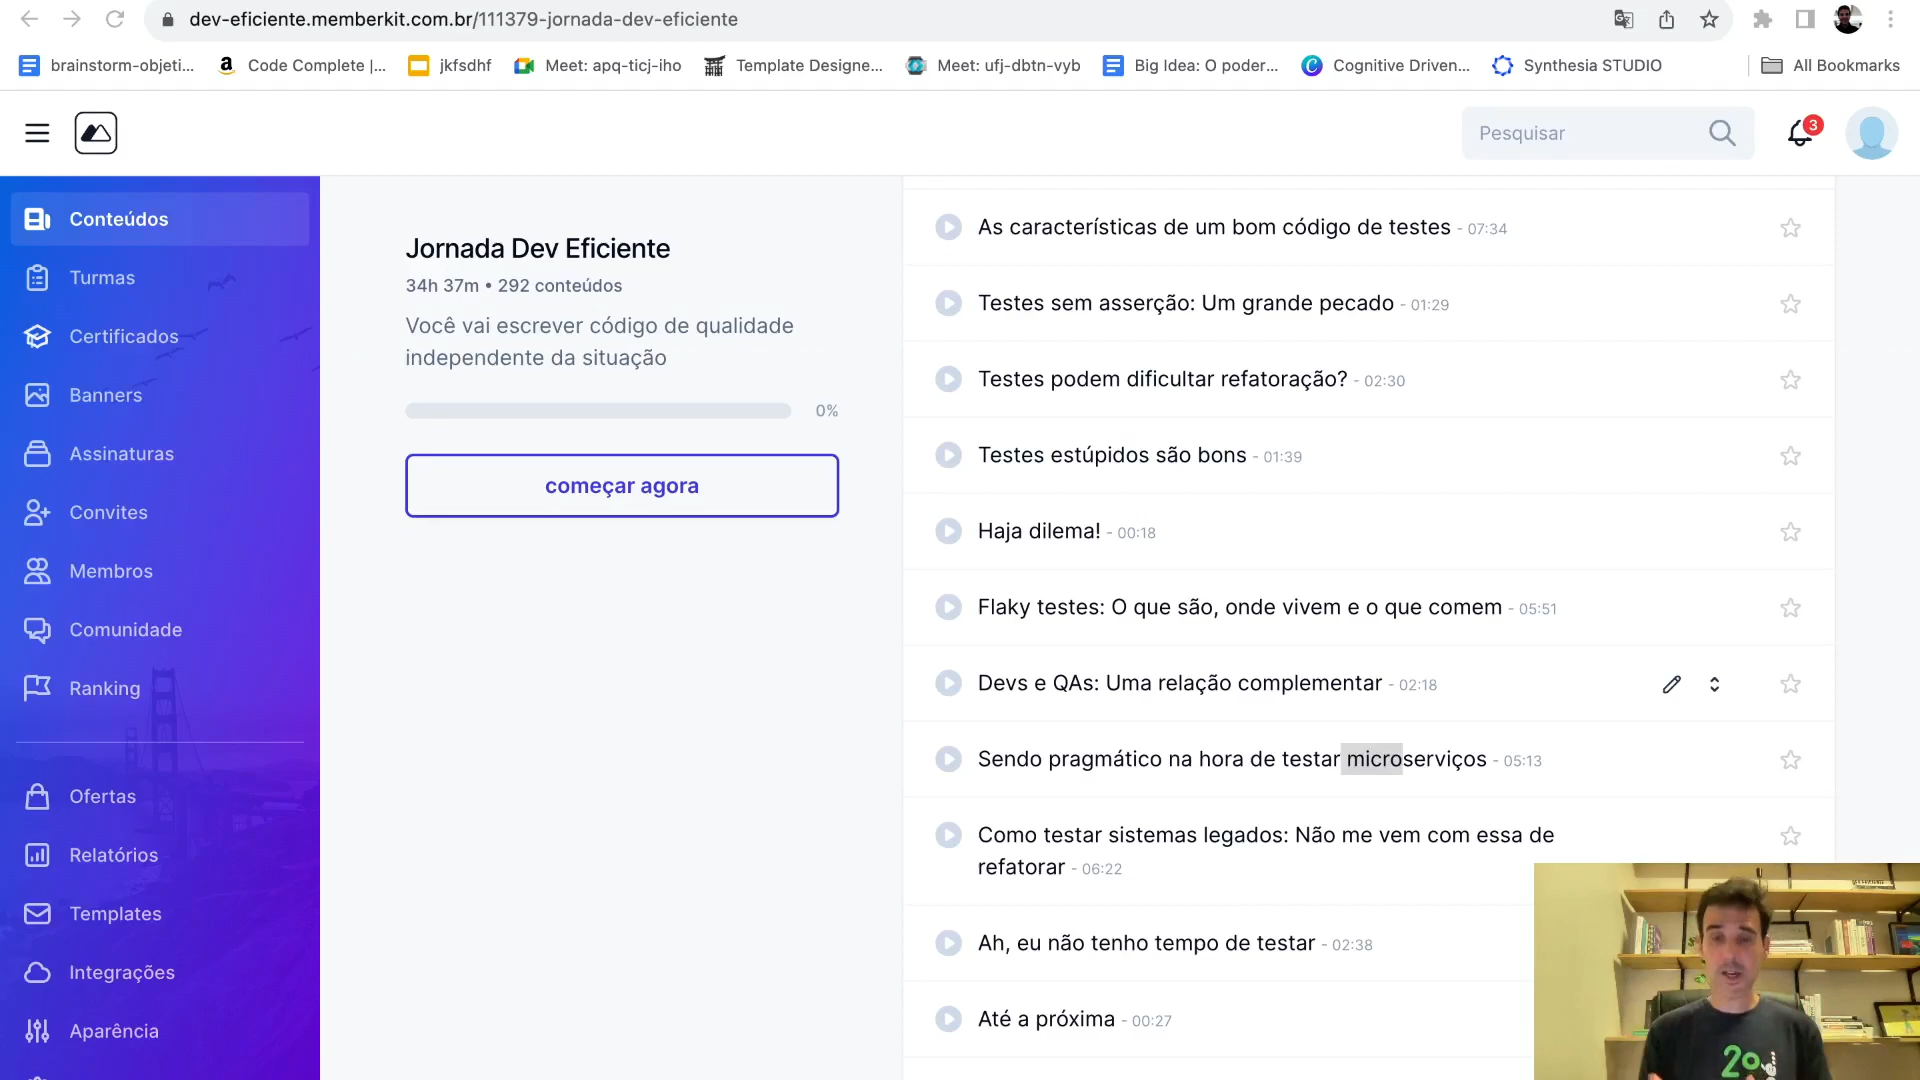 dev-eficiente.memberkit.com.br/111379-jornada-dev-eficiente
brainstorm-objeti...
Code Complete |...
jkfsdhf
Meet: apq-ticj-iho
Template Designe...
Meet: ufj-dbtn-vyb
Big Idea: O poder...
Cognitive Driven...
Synthesia STUDIO
All Bookmarks
Pesquisar
3
Conteúdos
Turmas
Certificados
Banners
Assinaturas
Convites
Membros
Comunidade
Ranking
Ofertas
Relatórios
Templates
Integrações
Aparência
Jornada Dev Eficiente
34h 37m • 292 conteúdos
Você vai escrever código de qualidade
independente da situação
0%
começar agora
As características de um bom código de testes - 07:34
Testes sem asserção: Um grande pecado - 01:29
Testes podem dificultar refatoração? - 02:30
Testes estúpidos são bons - 01:39
Haja dilema! - 00:18
Flaky testes: O que são, onde vivem e o que comem - 05:51
Devs e QAs: Uma relação complementar - 02:18
Sendo pragmático na hora de testar microserviços - 05:13
Como testar sistemas legados: Não me vem com essa de
refatorar - 06:22
Ah, eu não tenho tempo de testar - 02:38
Até a próxima - 00:27